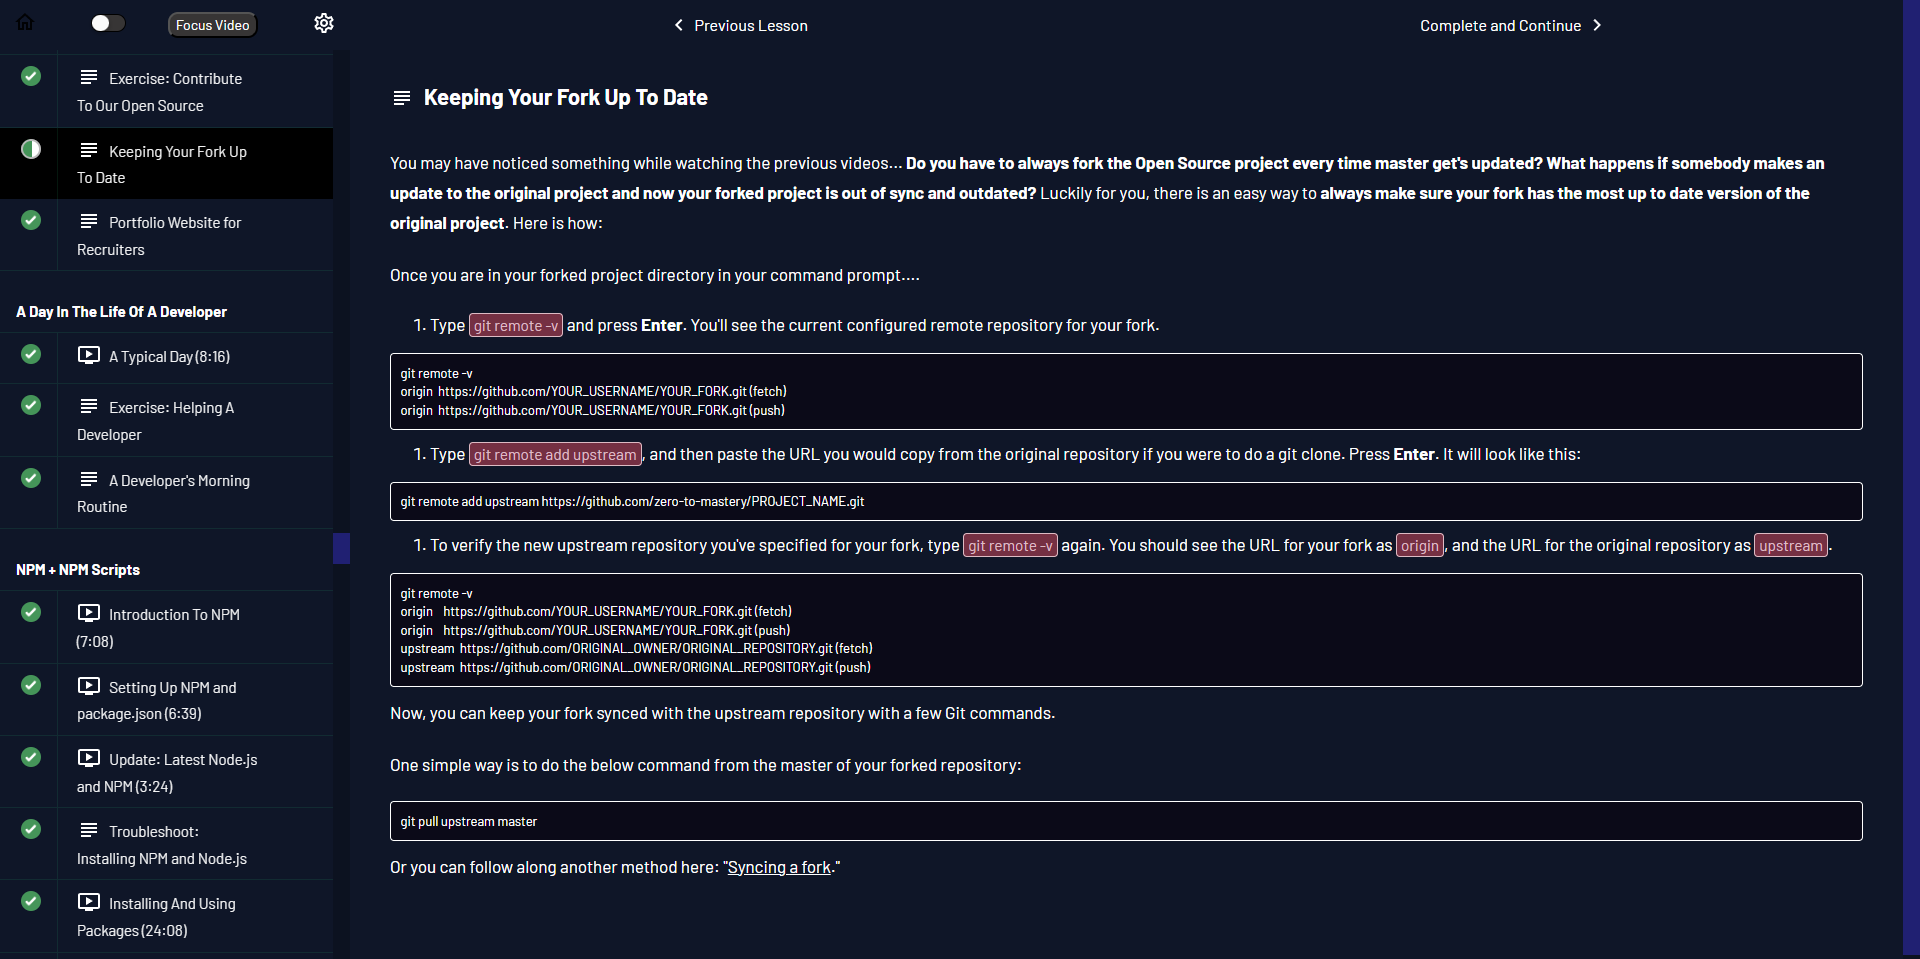 Focus Video
Previous Lesson
Complete and Continue
Exercise: Contribute
To Our Open Source
Keeping Your Fork Up
To Date
Portfolio Website for
Recruiters
A Day In The Life Of A Developer
A Typical Day (8:16)
Exercise: Helping A
Developer
A Developer's Morning
Routine
NPM + NPM Scripts
Introduction To NPM
(7:08)
Setting Up NPM and
package.json (6:39)
Update: Latest Node.js
and NPM (3:24)
Troubleshoot:
Installing NPM and Node.js
Installing And Using
Packages (24:08)
Keeping Your Fork Up To Date
You may have noticed something while watching the previous videos... Do you have to always fork the Open Source project every time master get's updated? What happens if somebody makes an
update to the original project and now your forked project is out of sync and outdated? Luckily for you, there is an easy way to always make sure your fork has the most up to date version of the
original project. Here is how:
Once you are in your forked project directory in your command prompt....
1. Type git remote -v and press Enter. You'll see the current configured remote repository for your fork.
git remote -v
origin https://github.com/YOUR_USERNAME/YOUR_FORK.git (fetch)
origin https://github.com/YOUR_USERNAME/YOUR_FORK.git (push)
1. Type git remote add upstream, and then paste the URL you would copy from the original repository if you were to do a git clone. Press Enter. It will look like this:
git remote add upstream https://github.com/zero-to-mastery/PROJECT_NAME.git
1. To verify the new upstream repository you've specified for your fork, type git remote -v again. You should see the URL for your fork as origin, and the URL for the original repository as upstream.
git remote -v
origin https://github.com/YOUR_USERNAME/YOUR_FORK.git (fetch)
origin https://github.com/YOUR_USERNAME/YOUR_FORK.git (push)
upstream https://github.com/ORIGINAL_OWNER/ORIGINAL_REPOSITORY.git (fetch)
upstream https://github.com/ORIGINAL_OWNER/ORIGINAL_REPOSITORY.git (push)
Now, you can keep your fork synced with the upstream repository with a few Git commands.
One simple way is to do the below command from the master of your forked repository:
git pull upstream master
Or you can follow along another method here: "Syncing a fork."